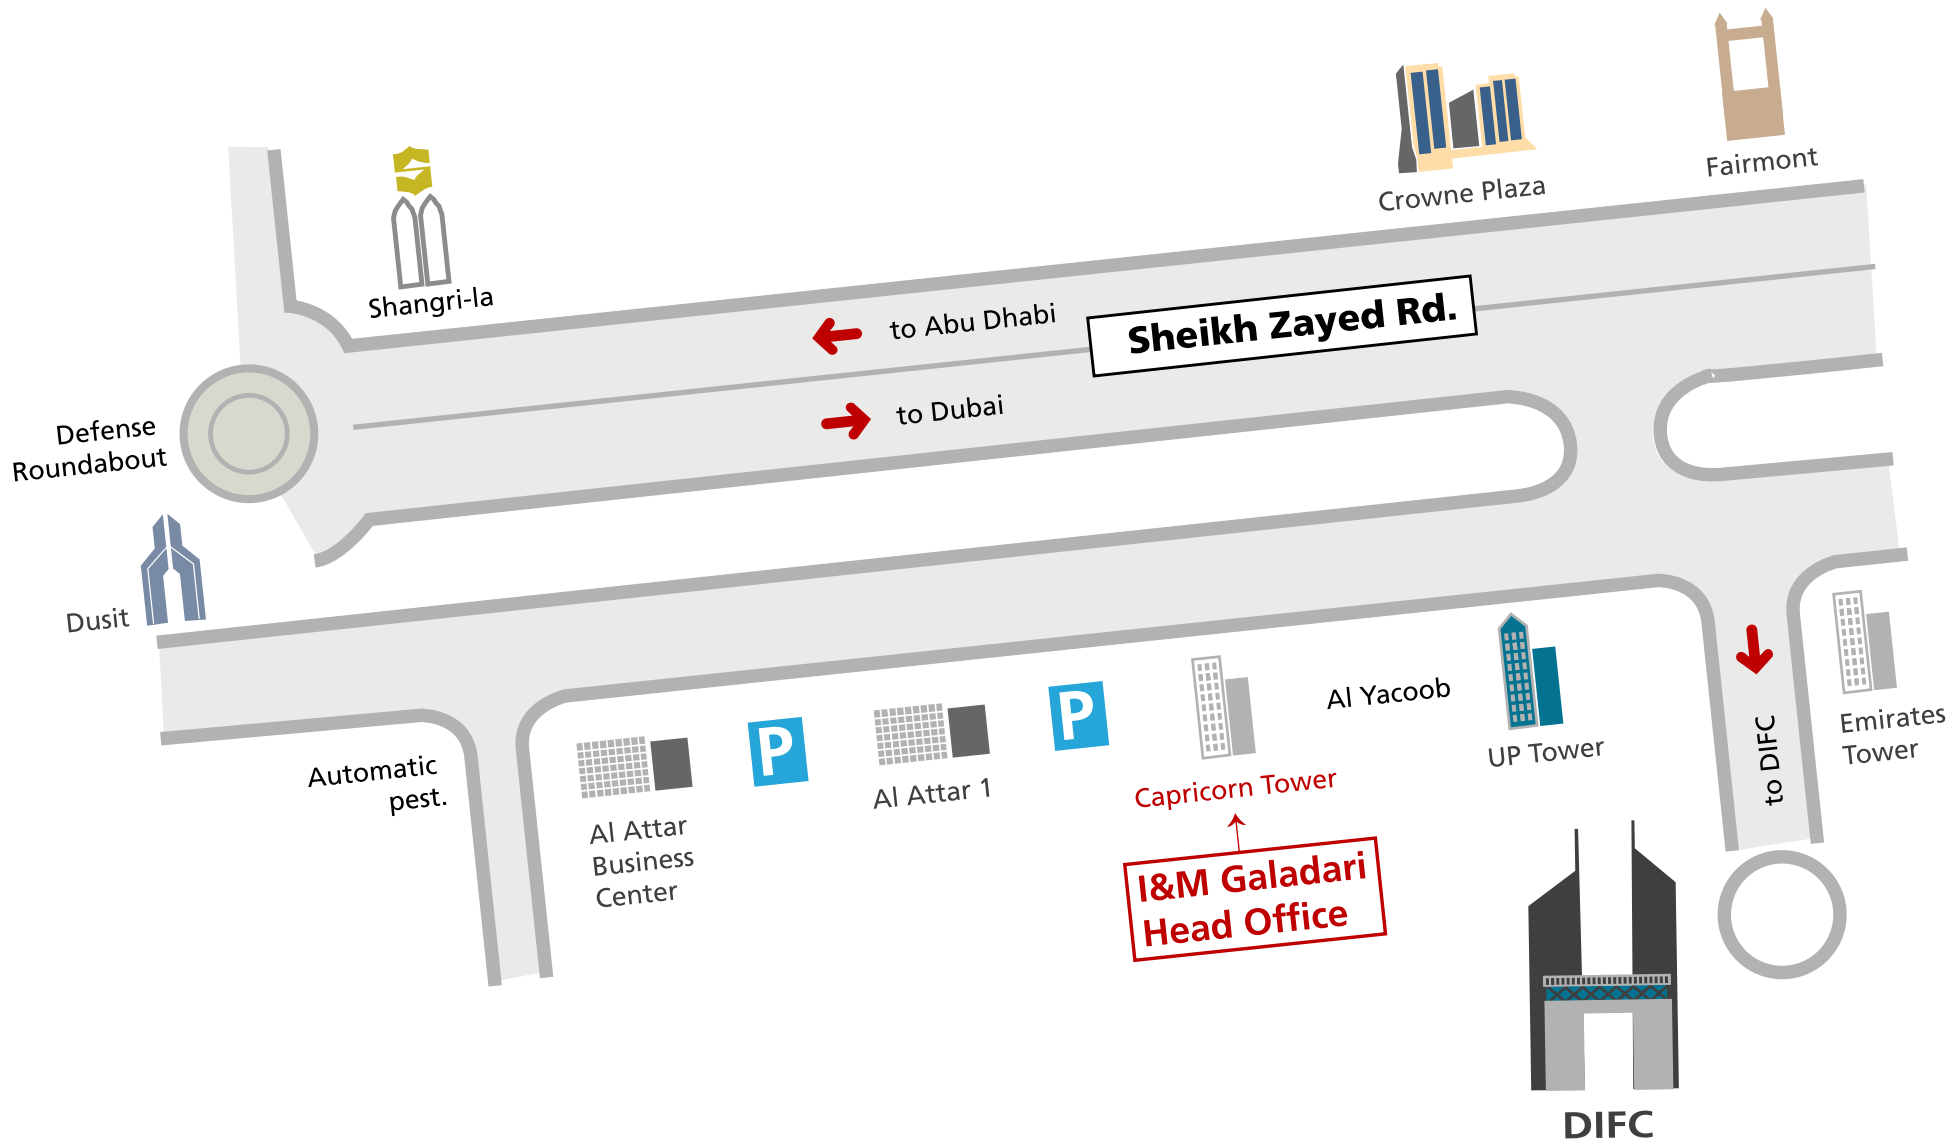 Fairmont
Crowne Plaza
Shangri-la
to Abu Dhabi
Sheikh Zayed Rd.
to Dubai
Defense
Roundabout
Dusit
Automatic
pest.
Al Attar
Business
Center
P
Al Attar 1
P
Capricorn Tower
I&M Galadari
Head Office
Al Yacoob
UP Tower
to DIFC
Emirates
Tower
DIFC